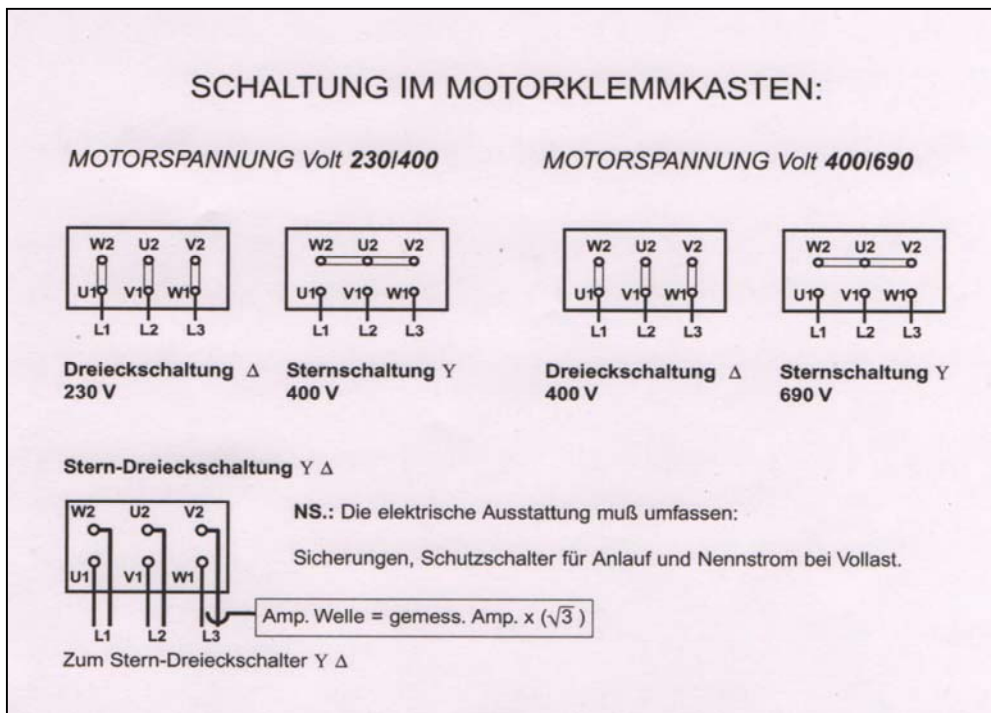 SCHALTUNG IM MOTORKLEMMKASTEN:
MOTORSPANNUNG Volt 230/400
MOTORSPANNUNG Volt 400/690
W2 U2 V2
U1 V1 W1
L1 L2 L3
Dreieckschaltung Δ
230 V
W2 U2 V2
U1 V1 W1
L1 L2 L3
Sternschaltung Y
400 V
W2 U2 V2
U1 V1 W1
L1 L2 L3
Dreieckschaltung Δ
400 V
W2 U2 V2
U1 V1 W1
L1 L2 L3
Sternschaltung Y
690 V
Stern-Dreieckschaltung Y Δ
W2 U2 V2
U1 V1 W1
L1 L2 L3
Zum Stern-Dreieckschalter Y Δ
NS.: Die elektrische Ausstattung muß umfassen:
Sicherungen, Schutzschalter für Anlauf und Nennstrom bei Vollast.
Amp. Welle = gemess. Amp. x (√3 )